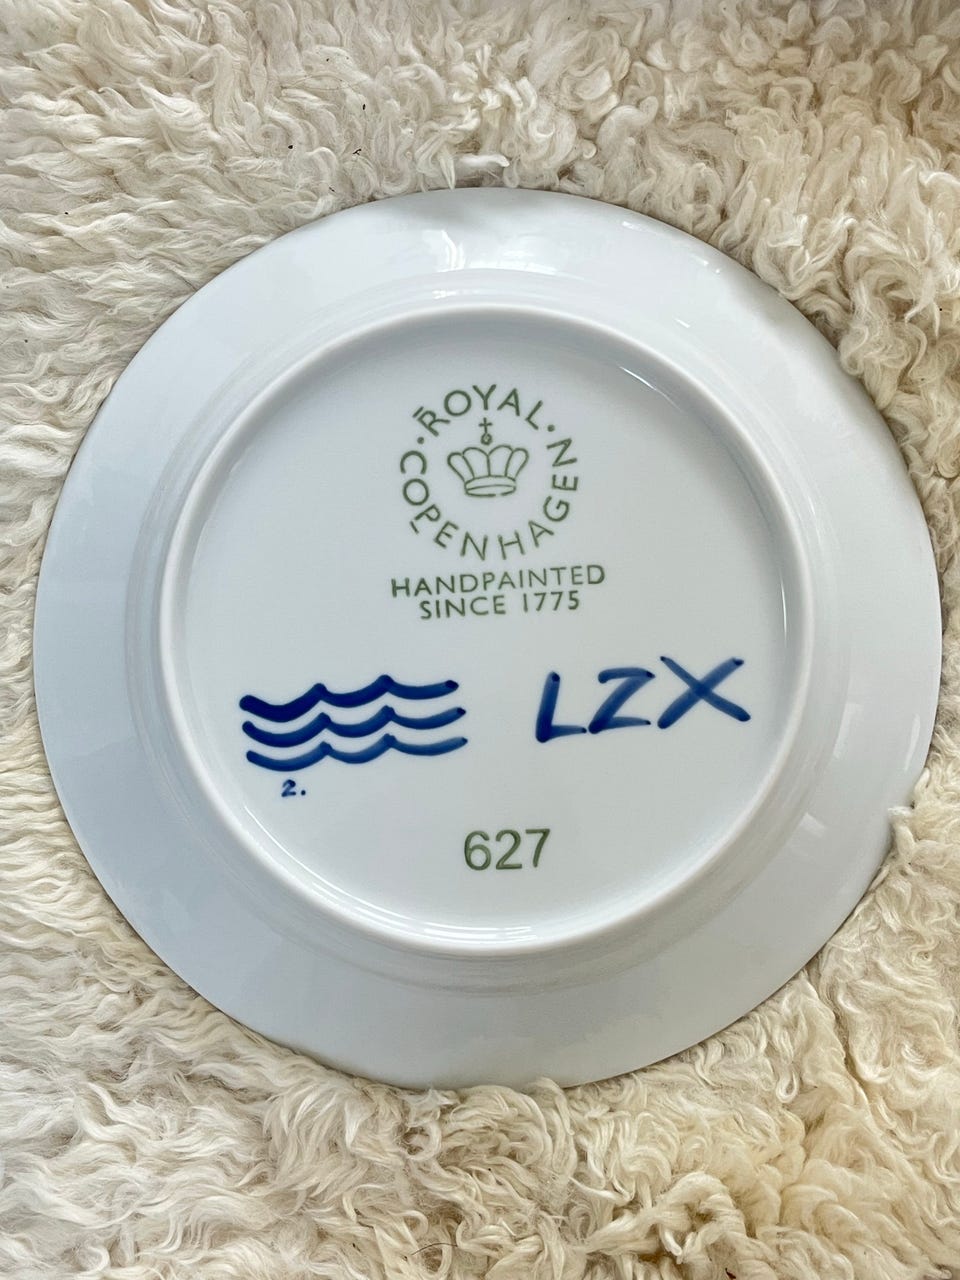 ROYAL · COPENHAGEN ·
HANDPAINTED
SINCE 1775
LZX
2.
627